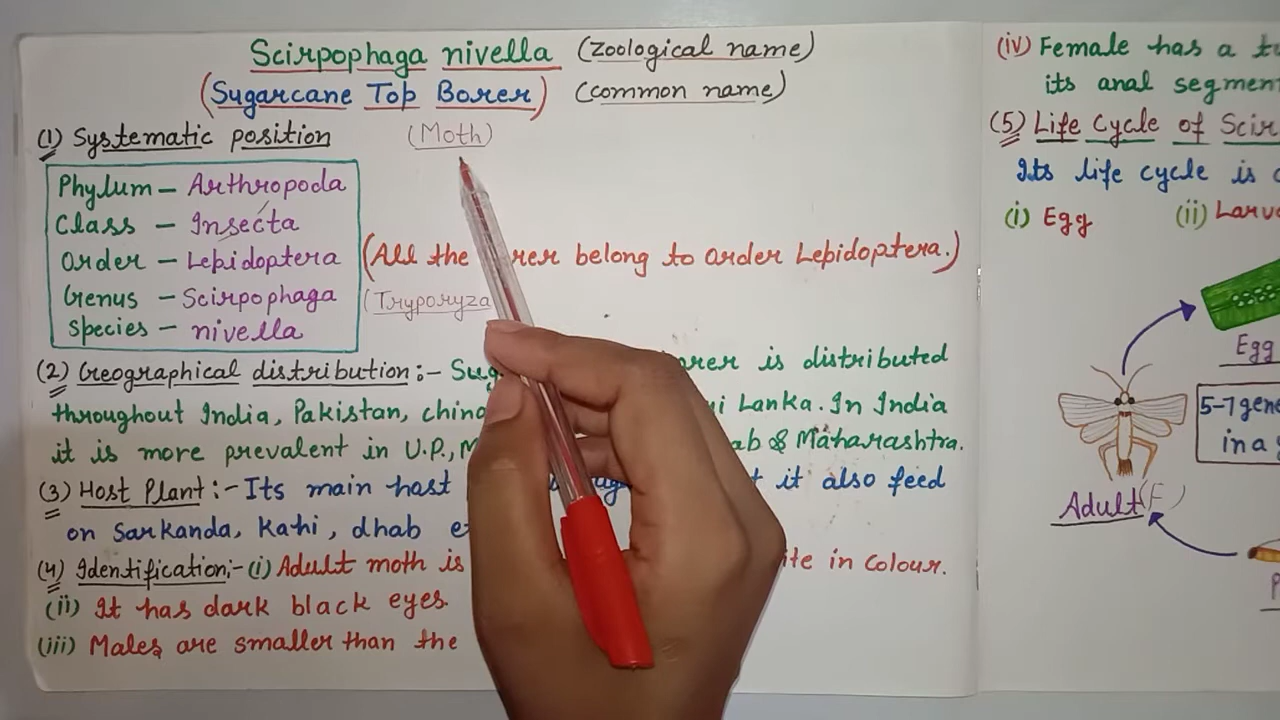 Scirpophaga nivella (zoological name)
(Sugarcane Top Borer) (common name)
(1) Systematic position (Moth)
Phylum – Arthropoda
Class – Insecta
Order – Lepidoptera (All the borer belong to order Lepidoptera.)
Genus – Scirpophaga (Tryporyza
Species – nivella
(2) Geographical distribution :- Sug rer is distributed
throughout India, Pakistan, china Lanka. In India
it is more prevalent in U.P., & Maharashtra.
(3) Host Plant :- Its main host it also feed
on Sarkanda, Kahi, dhab
(4) Identification:- (i) Adult moth is in Colour.
(ii) It has dark black eyes.
(iii) Males are smaller than the
(iv) Female has a
its anal segmen
(5) Life Cycle of Scir
Its life cycle is
(i) Egg (ii) Larv
Egg
5-7 gene
in a
Adult (F)
P